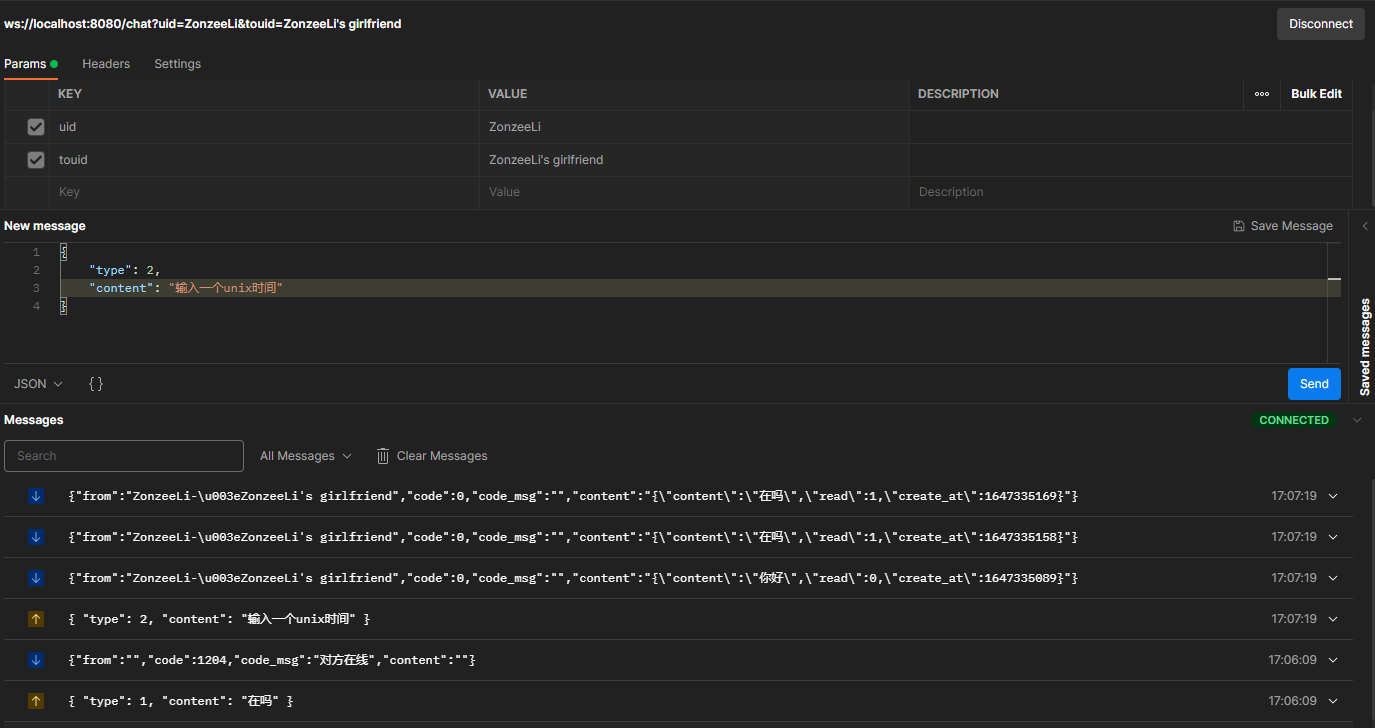 ws://localhost:8080/chat?uid=ZonzeeLi&touid=ZonzeeLi's girlfriend
Disconnect
Params Headers Settings
KEY VALUE DESCRIPTION ooo Bulk Edit
uid ZonzeeLi
touid ZonzeeLi's girlfriend
Key Value Description
New message Save Message
1 {
2 "type": 2,
3 "content": "输入一个unix时间"
4 }
Saved messages
JSON {} Send
Messages CONNECTED
Search All Messages Clear Messages
{"from":"ZonzeeLi-\u003eZonzeeLi's girlfriend","code":0,"code_msg":"","content":"{\"content\":\"在吗\",\"read\":1,\"create_at\":1647335169}"} 17:07:19
{"from":"ZonzeeLi-\u003eZonzeeLi's girlfriend","code":0,"code_msg":"","content":"{\"content\":\"在吗\",\"read\":1,\"create_at\":1647335158}"} 17:07:19
{"from":"ZonzeeLi-\u003eZonzeeLi's girlfriend","code":0,"code_msg":"","content":"{\"content\":\"你好\",\"read\":0,\"create_at\":1647335089}"} 17:07:19
{ "type": 2, "content": "输入一个unix时间" } 17:07:19
{"from":"","code":1204,"code_msg":"对方在线","content":""} 17:06:09
{ "type": 1, "content": "在吗" } 17:06:09